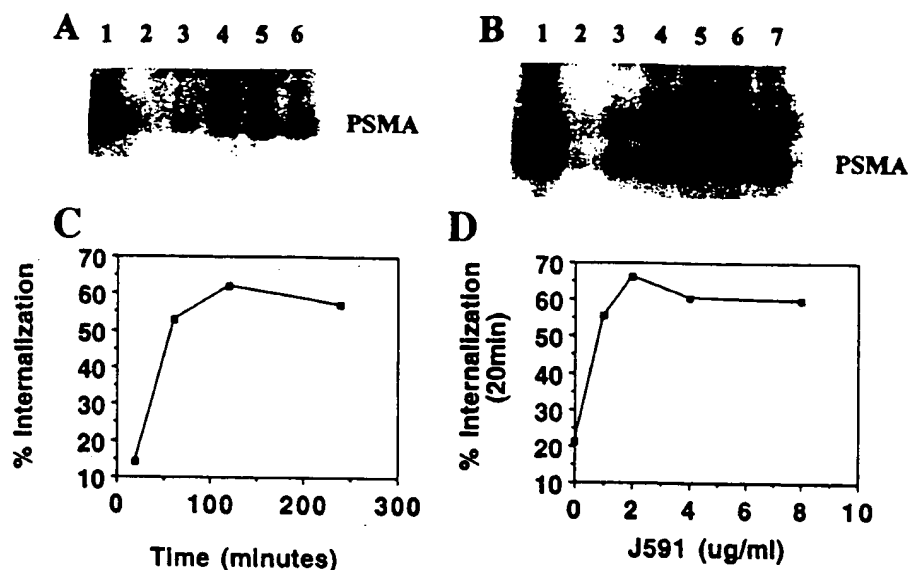 A 1 2 3 4 5 6
PSMA
B 1 2 3 4 5 6 7
PSMA
C
% Internalization
70
60
50
40
30
20
10
0 100 200 300
Time (minutes)
D
% Internalization
(20min)
70
60
50
40
30
20
10
0 2 4 6 8 10
J591 (ug/ml)